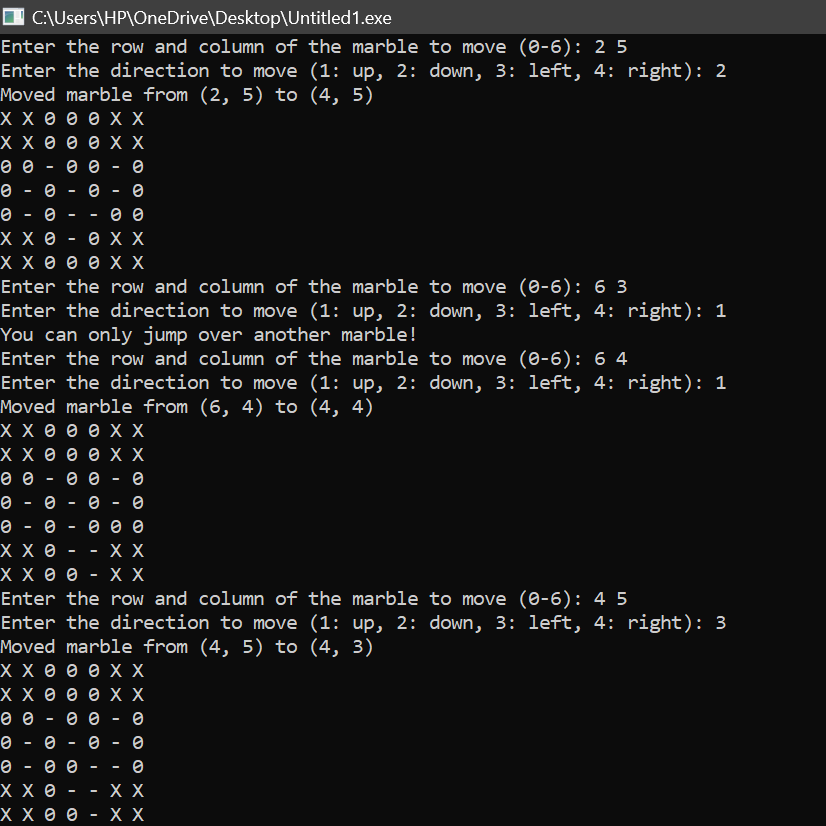 C:\Users\HP\OneDrive\Desktop\Untitled1.exe
Enter the row and column of the marble to move (0-6): 2 5
Enter the direction to move (1: up, 2: down, 3: left, 4: right): 2
Moved marble from (2, 5) to (4, 5)
X X 0 0 0 X X
X X 0 0 0 X X
0 0 - 0 0 - 0
0 - 0 - 0 - 0
0 - 0 - - 0 0
X X 0 - 0 X X
X X 0 0 0 X X
Enter the row and column of the marble to move (0-6): 6 3
Enter the direction to move (1: up, 2: down, 3: left, 4: right): 1
You can only jump over another marble!
Enter the row and column of the marble to move (0-6): 6 4
Enter the direction to move (1: up, 2: down, 3: left, 4: right): 1
Moved marble from (6, 4) to (4, 4)
X X 0 0 0 X X
X X 0 0 0 X X
0 0 - 0 0 - 0
0 - 0 - 0 - 0
0 - 0 - 0 0 0
X X 0 - - X X
X X 0 0 - X X
Enter the row and column of the marble to move (0-6): 4 5
Enter the direction to move (1: up, 2: down, 3: left, 4: right): 3
Moved marble from (4, 5) to (4, 3)
X X 0 0 0 X X
X X 0 0 0 X X
0 0 - 0 0 - 0
0 - 0 - 0 - 0
0 - 0 0 - - 0
X X 0 - - X X
X X 0 0 - X X